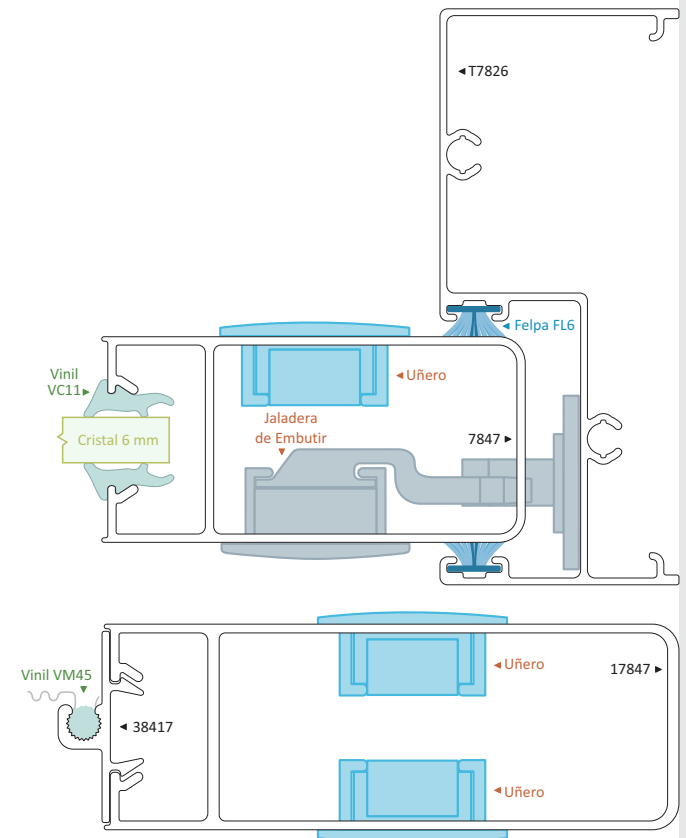 T7826
Felpa FL6
Vinil
VC11
Uñero
Jaladera
de Embutir
Cristal 6 mm
7847
Uñero
17847
Vinil VM45
38417
Uñero